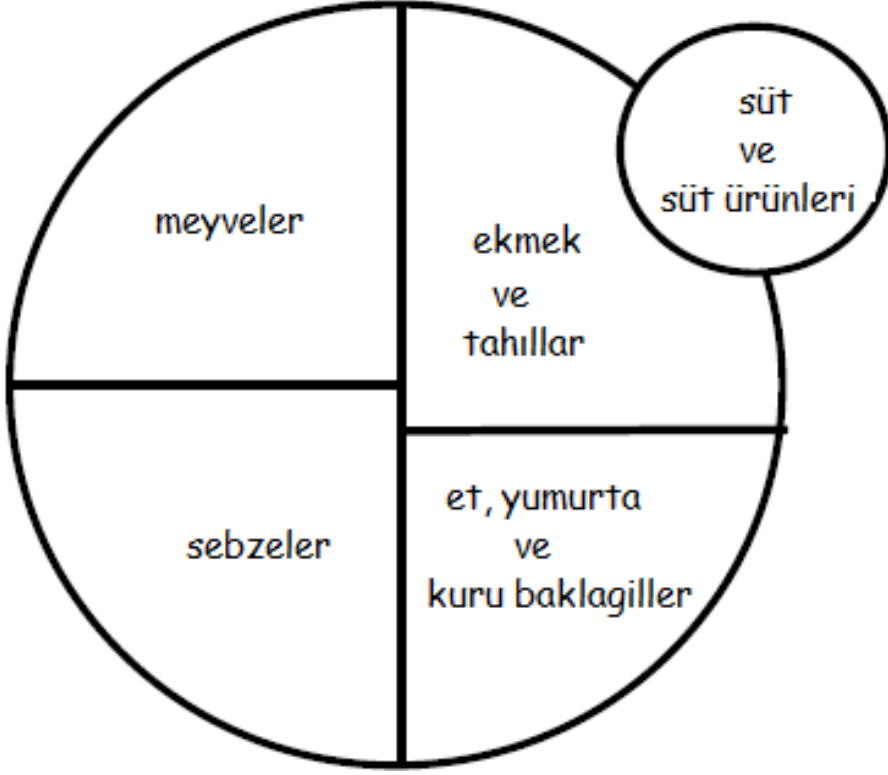 meyveler
ekmek
ve
tahıllar
süt
ve
süt ürünleri
sebzeler
et, yumurta
ve
kuru baklagiller